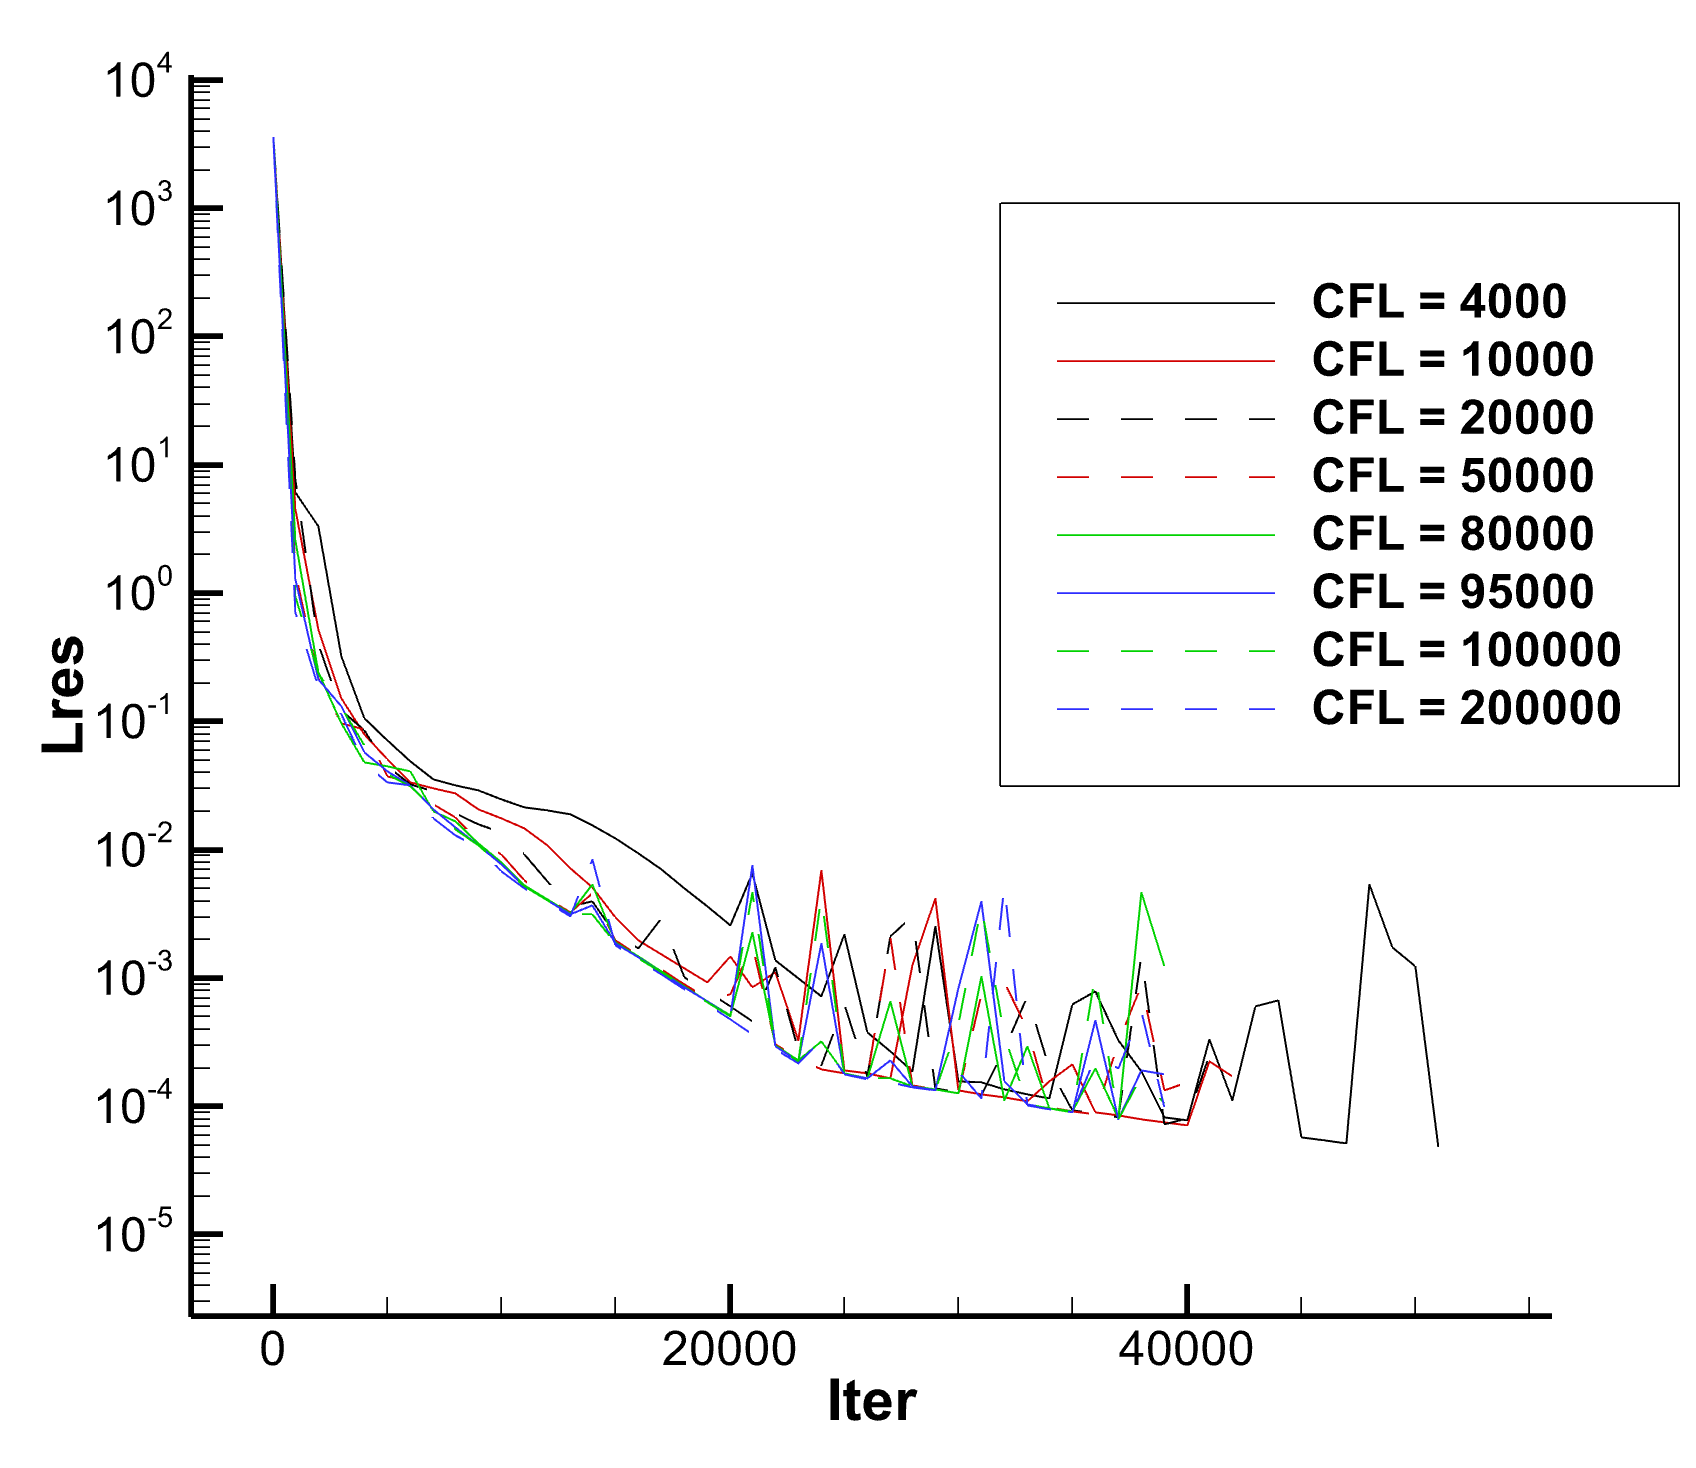 10^4
10^3
10^2
10^1
10^0
10^-1
10^-2
10^-3
10^-4
10^-5
Lres
CFL = 4000
CFL = 10000
CFL = 20000
CFL = 50000
CFL = 80000
CFL = 95000
CFL = 100000
CFL = 200000
0 20000 40000
Iter